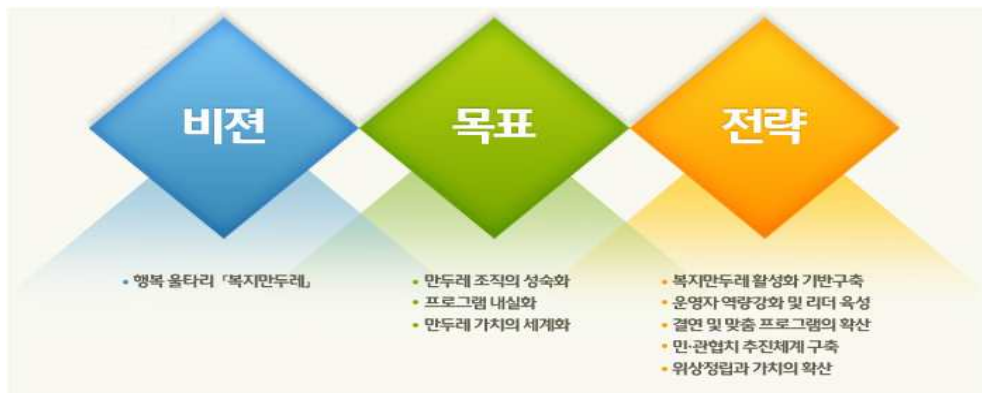 비젼
목표
전략
• 행복 울타리 「복지만두레」
• 만두레 조직의 성숙화
• 프로그램 내실화
• 만두레 가치의 세계화
• 복지만두레 활성화 기반구축
• 운영자 역량강화 및 리더 육성
• 결연 및 맞춤 프로그램의 확산
• 민·관협치 추진체계 구축
• 위상정립과 가치의 확산